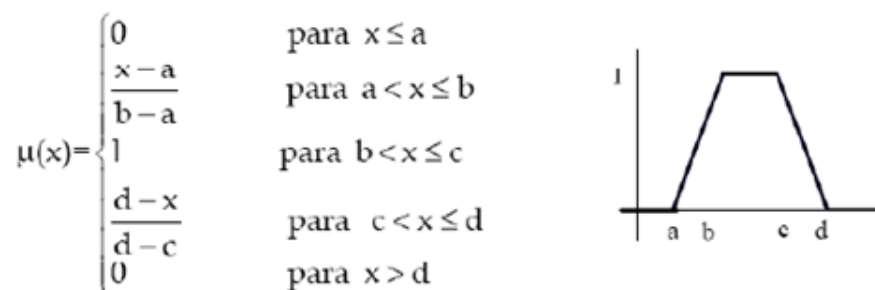 0 para x ≤ a
x − a
b − a
para a < x ≤ b
μ(x)= 1 para b < x ≤ c
d − x
d − c
para c < x ≤ d
0 para x > d
1
a b c d